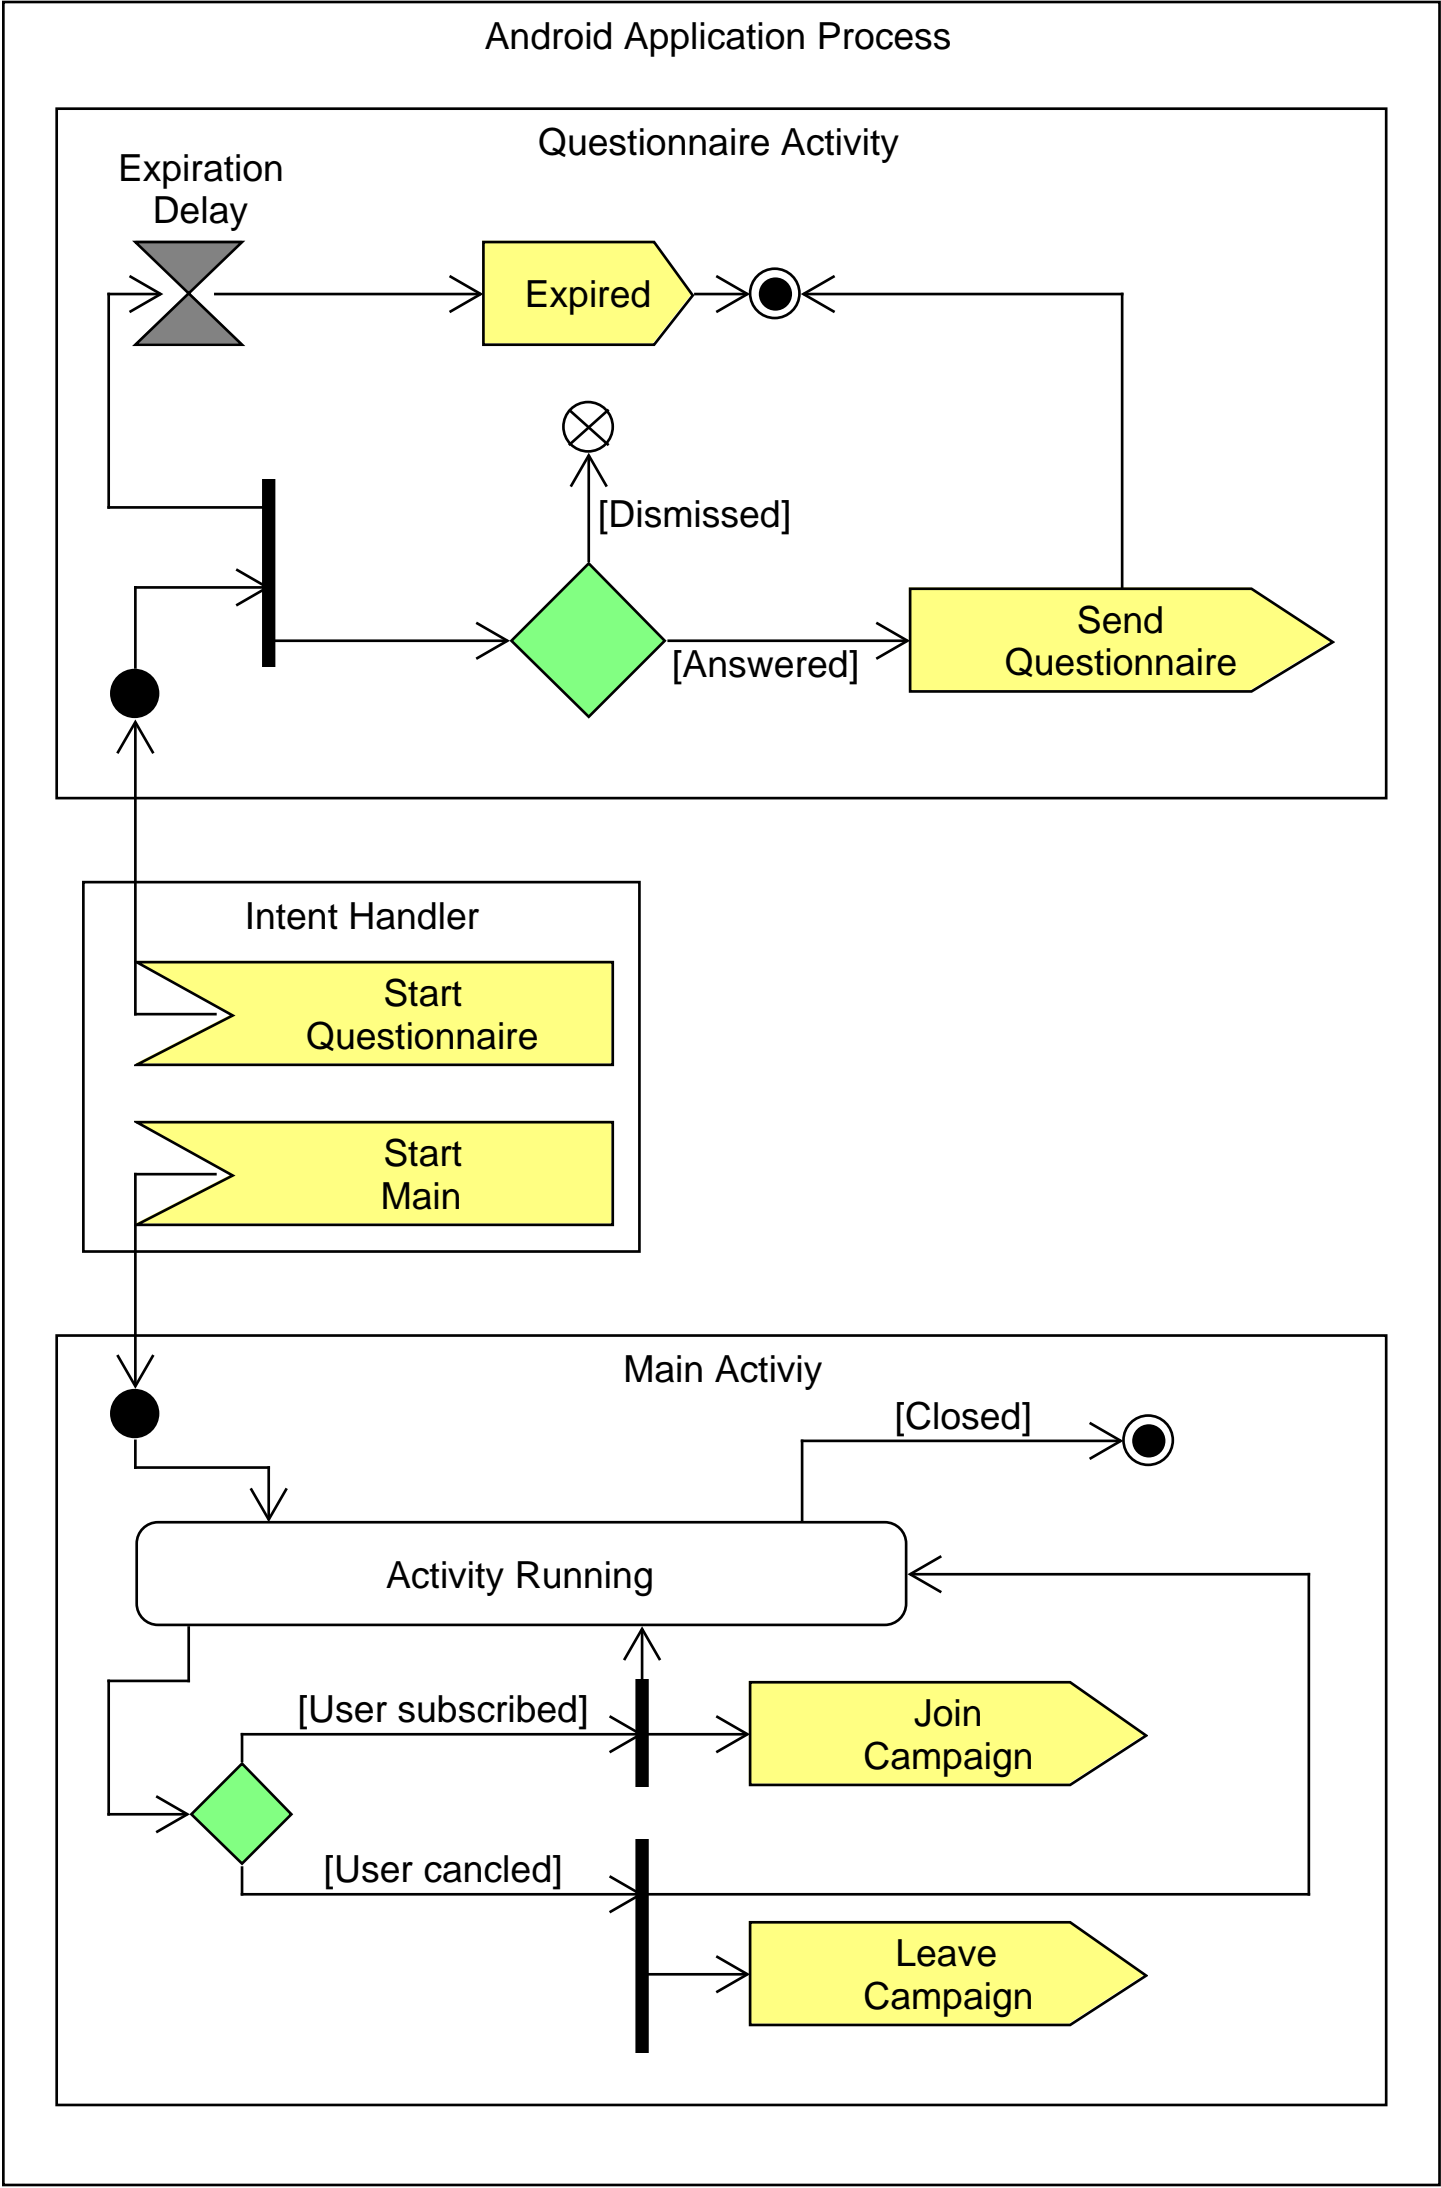 Android Application Process
Questionnaire Activity
Expiration
Delay
Expired
[Dismissed]
[Answered]
Send
Questionnaire
Intent Handler
Start
Questionnaire
Start
Main
Main Activiy
[Closed]
Activity Running
[User subscribed]
Join
Campaign
[User cancled]
Leave
Campaign